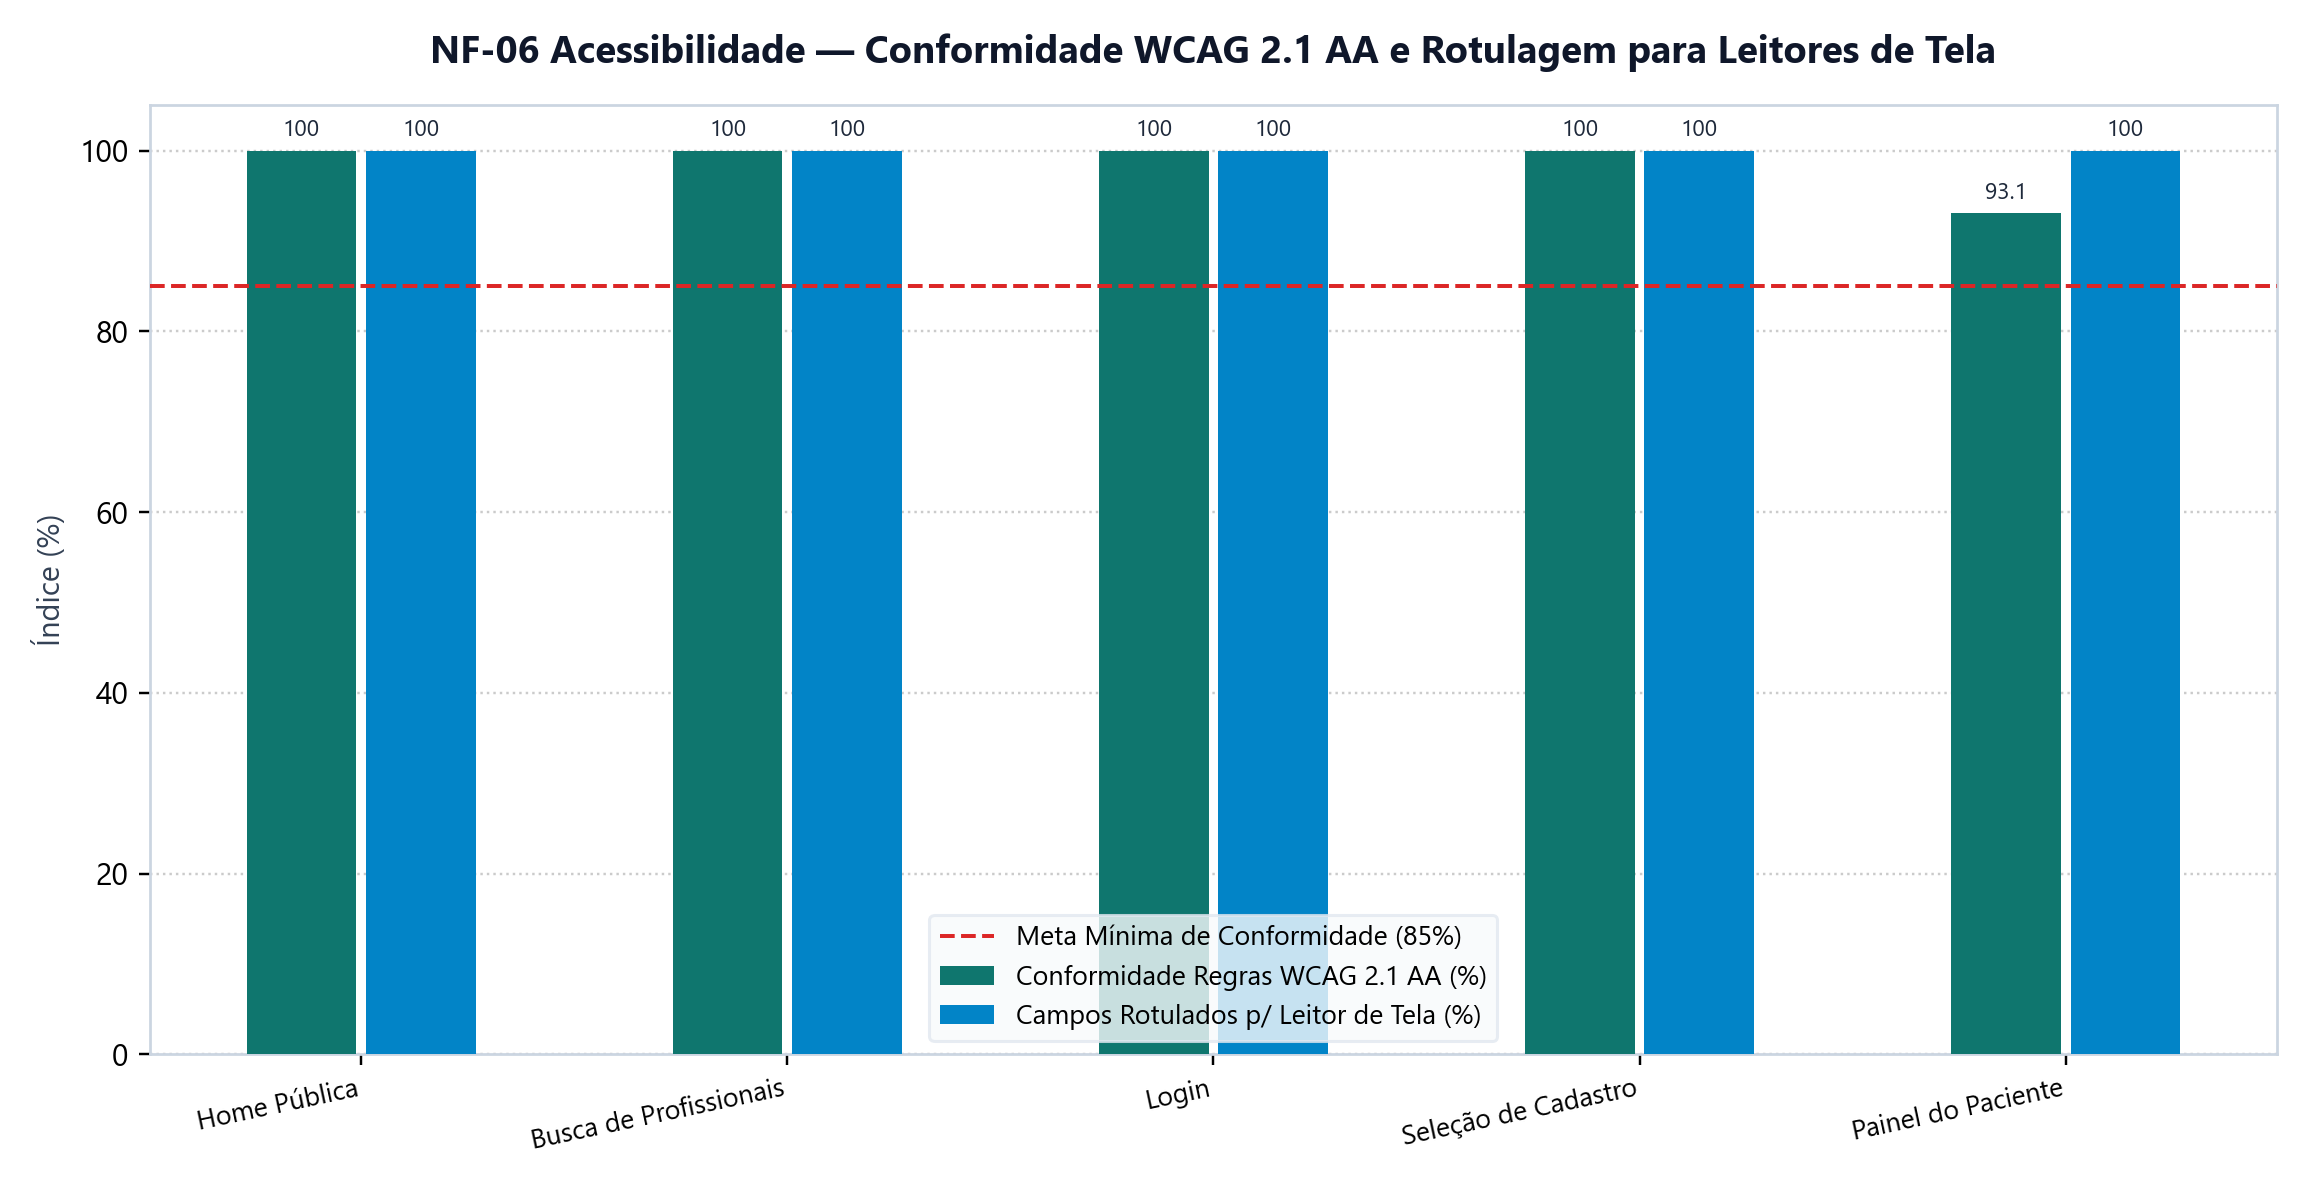 NF-06 Acessibilidade — Conformidade WCAG 2.1 AA e Rotulagem para Leitores de Tela
100 100 100 100 100 100 100 100 93.1 100
Índice (%)
100
80
60
40
20
0
Meta Mínima de Conformidade (85%)
Conformidade Regras WCAG 2.1 AA (%)
Campos Rotulados p/ Leitor de Tela (%)
Home Pública
Busca de Profissionais
Login
Seleção de Cadastro
Painel do Paciente